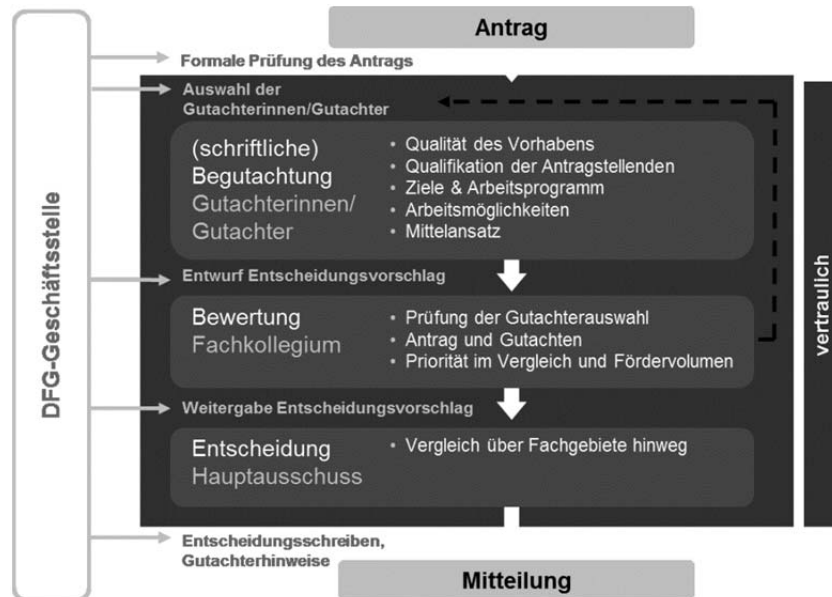 DFG-Geschäftsstelle
Antrag
Formale Prüfung des Antrags
Auswahl der
Gutachterinnen/Gutachter
(schriftliche)
Begutachtung
Gutachterinnen/
Gutachter
• Qualität des Vorhabens
• Qualifikation der Antragstellenden
• Ziele & Arbeitsprogramm
• Arbeitsmöglichkeiten
• Mittelansatz
Entwurf Entscheidungsvorschlag
Bewertung
Fachkollegium
• Prüfung der Gutachterauswahl
• Antrag und Gutachten
• Priorität im Vergleich und Fördervolumen
Weitergabe Entscheidungsvorschlag
Entscheidung
Hauptausschuss
• Vergleich über Fachgebiete hinweg
Entscheidungsschreiben,
Gutachterhinweise
Mitteilung
vertraulich